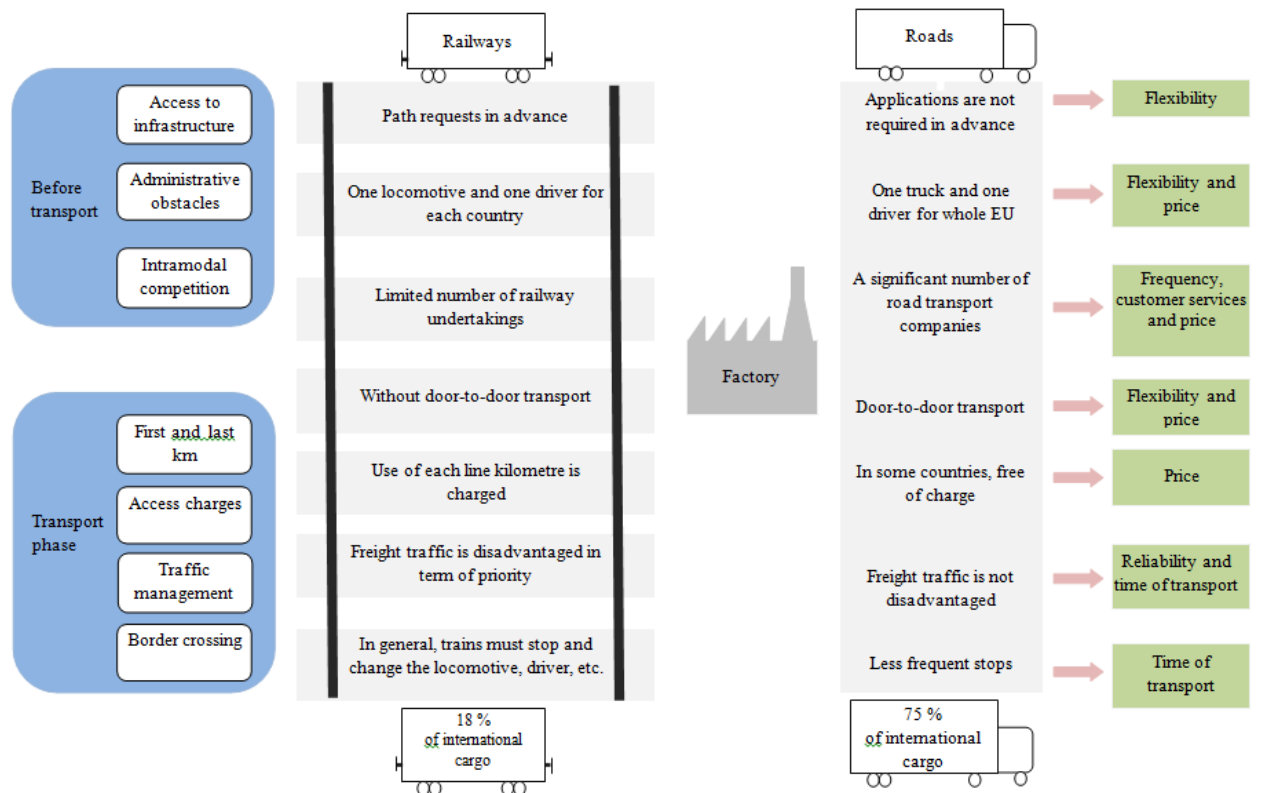 Railways
Roads
Before
transport
Access to
infrastructure
Path requests in advance
Applications are not
required in advance
Flexibility
Administrative
obstacles
One locomotive and one driver for
each country
One truck and one
driver for whole EU
Flexibility and
price
Intramodal
competition
Limited number of railway
undertakings
A significant number of
road transport
companies
Frequency,
customer services
and price
Factory
Transport
phase
First and last
km
Without door-to-door transport
Door-to-door transport
Flexibility and
price
Access charges
Use of each line kilometre is
charged
In some countries, free
of charge
Price
Traffic
management
Freight traffic is disadvantaged in
term of priority
Freight traffic is not
disadvantaged
Reliability and
time of transport
Border crossing
In general, trains must stop and
change the locomotive, driver, etc.
Less frequent stops
Time of
transport
18 %
of international
cargo
75 %
of international
cargo